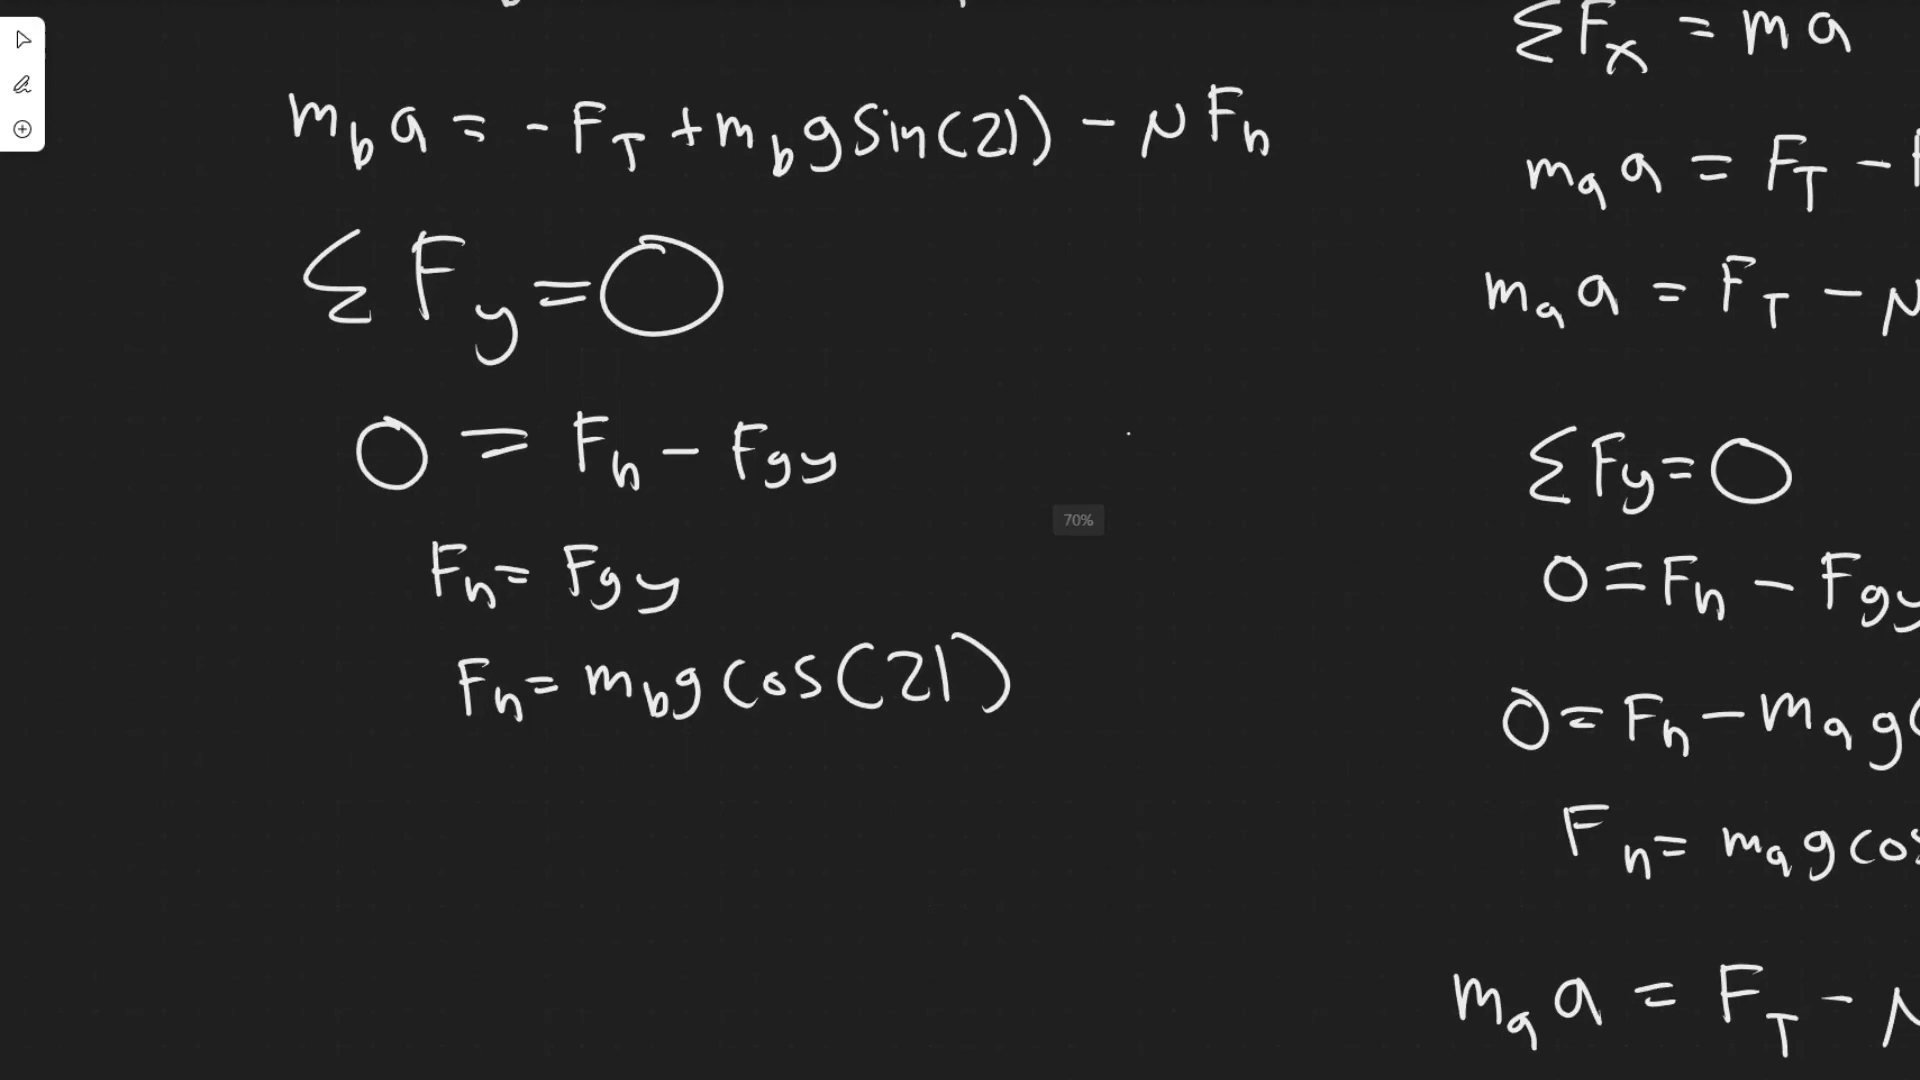 m_b a = -F_T + m_b g sin(21) - μ F_n
ΣF_y = 0
0 = F_n - F_gy
F_n = F_gy
F_n = m_b g cos(21)
70%
ΣF_x = m a
m_a a = F_T -
m_a a = F_T - μ
ΣF_y = 0
0 = F_n - F_gy
0 = F_n - m_a g
F_n = m_a g cos
m_a a = F_T - μ